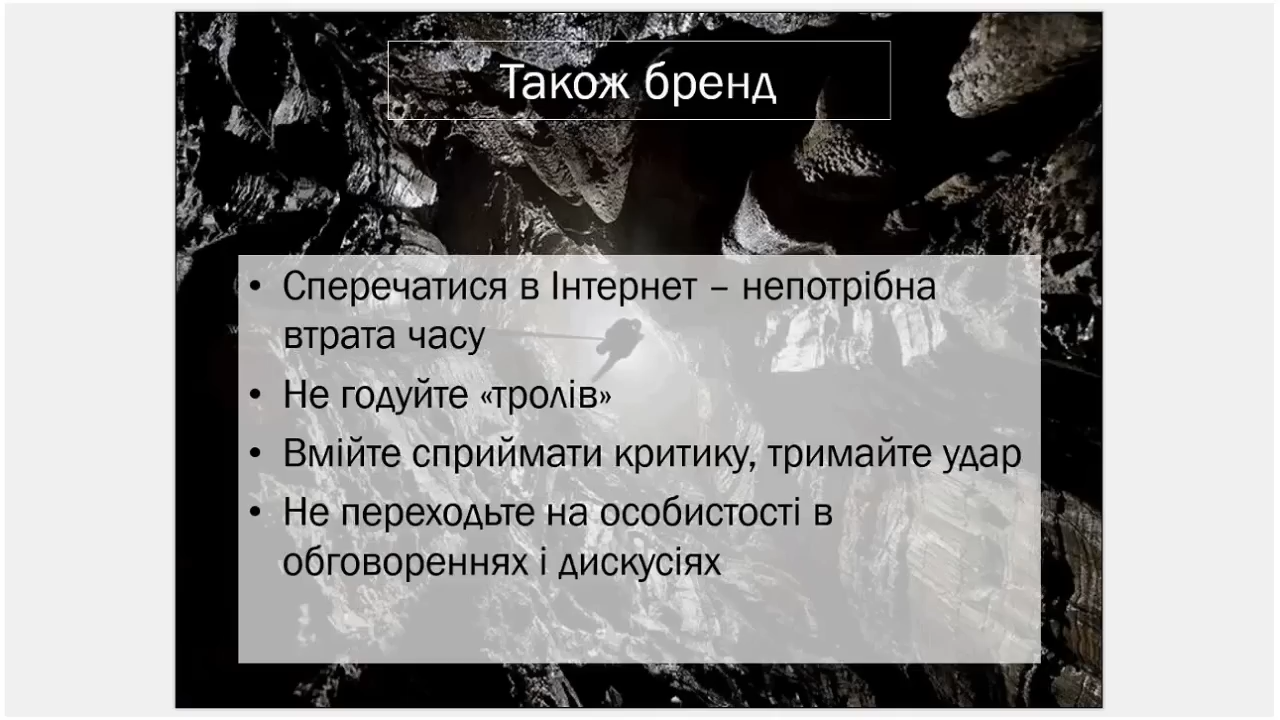 Також бренд
• Сперечатися в Інтернет – непотрібна
втрата часу
• Не годуйте «тролів»
• Вмійте сприймати критику, тримайте удар
• Не переходьте на особистості в
обговореннях і дискусіях